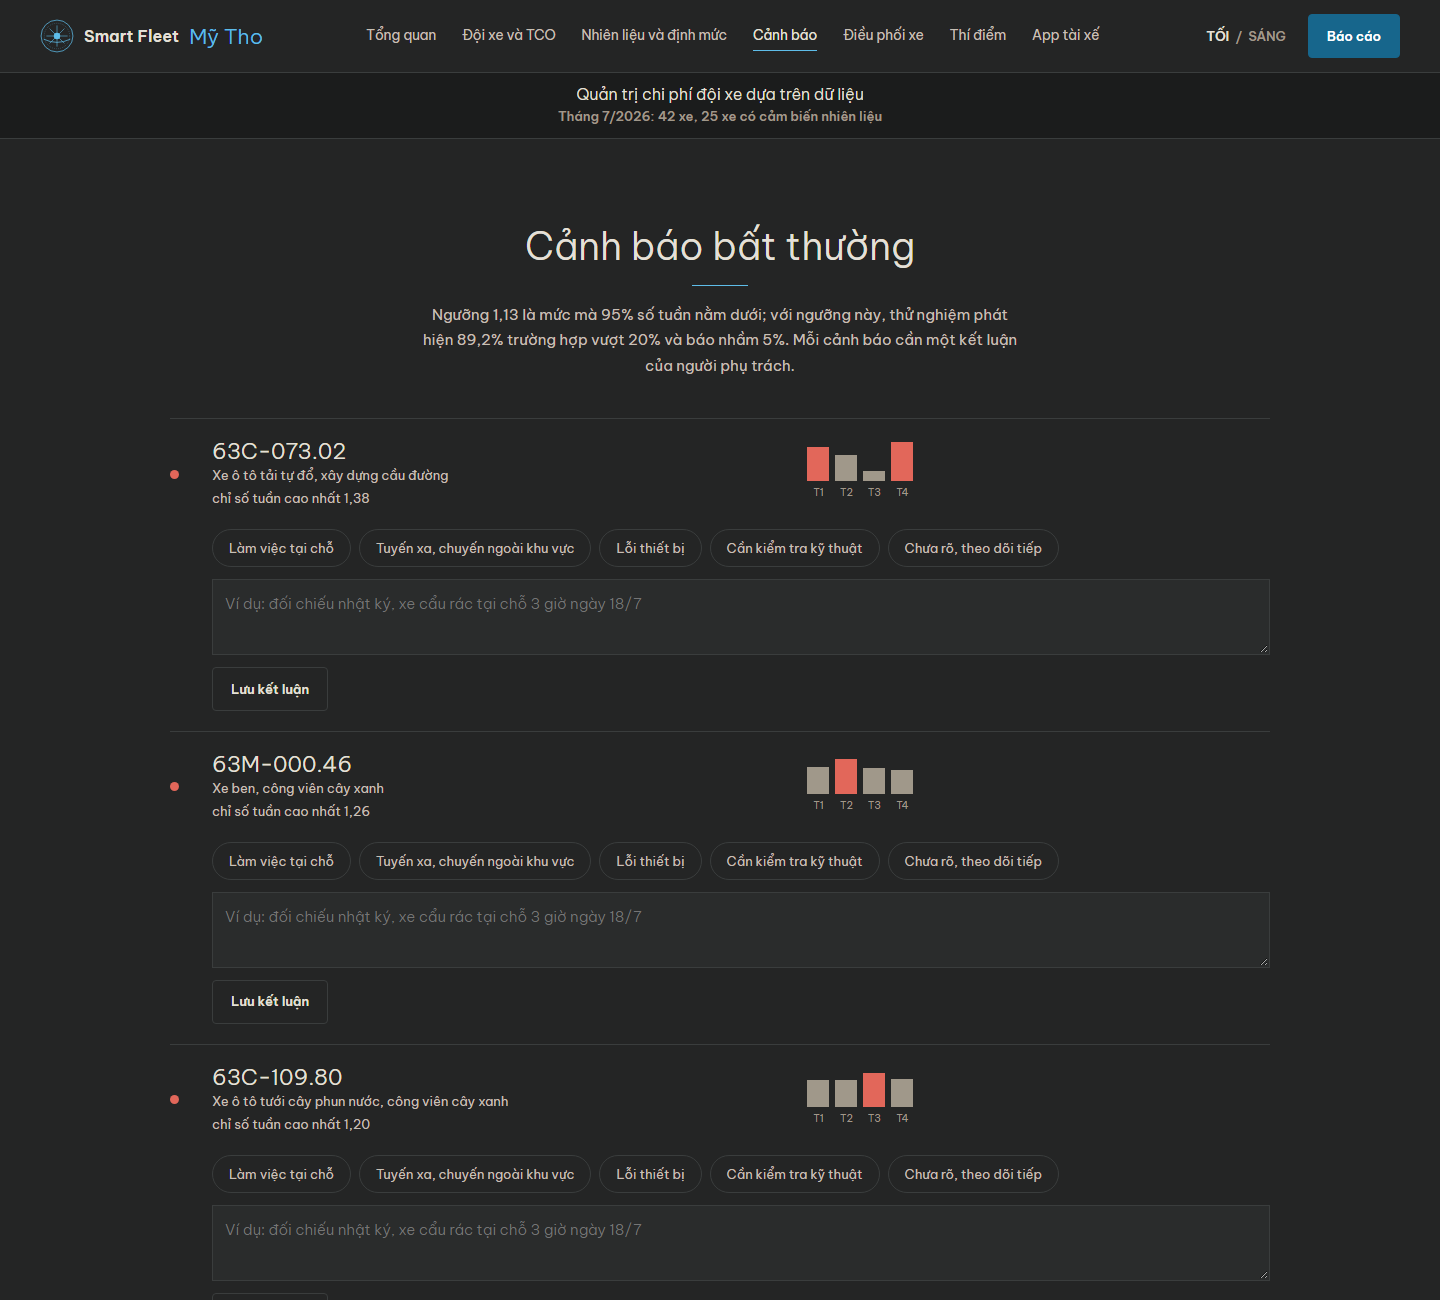 Smart Fleet Mỹ Tho
Tổng quan
Đội xe và TCO
Nhiên liệu và định mức
Cảnh báo
Điều phối xe
Thí điểm
App tài xế
TỐI / SÁNG
Báo cáo
Quản trị chi phí đội xe dựa trên dữ liệu
Tháng 7/2026: 42 xe, 25 xe có cảm biến nhiên liệu
Cảnh báo bất thường
Ngưỡng 1,13 là mức mà 95% số tuần nằm dưới; với ngưỡng này, thử nghiệm phát
hiện 89,2% trường hợp vượt 20% và báo nhầm 5%. Mỗi cảnh báo cần một kết luận
của người phụ trách.
63C-073.02
Xe ô tô tải tự đổ, xây dựng cầu đường
chỉ số tuần cao nhất 1,38
T1 T2 T3 T4
Làm việc tại chỗ
Tuyến xa, chuyến ngoài khu vực
Lỗi thiết bị
Cần kiểm tra kỹ thuật
Chưa rõ, theo dõi tiếp
Ví dụ: đối chiếu nhật ký, xe cẩu rác tại chỗ 3 giờ ngày 18/7
Lưu kết luận
63M-000.46
Xe ben, công viên cây xanh
chỉ số tuần cao nhất 1,26
T1 T2 T3 T4
Làm việc tại chỗ
Tuyến xa, chuyến ngoài khu vực
Lỗi thiết bị
Cần kiểm tra kỹ thuật
Chưa rõ, theo dõi tiếp
Ví dụ: đối chiếu nhật ký, xe cẩu rác tại chỗ 3 giờ ngày 18/7
Lưu kết luận
63C-109.80
Xe ô tô tưới cây phun nước, công viên cây xanh
chỉ số tuần cao nhất 1,20
T1 T2 T3 T4
Làm việc tại chỗ
Tuyến xa, chuyến ngoài khu vực
Lỗi thiết bị
Cần kiểm tra kỹ thuật
Chưa rõ, theo dõi tiếp
Ví dụ: đối chiếu nhật ký, xe cẩu rác tại chỗ 3 giờ ngày 18/7